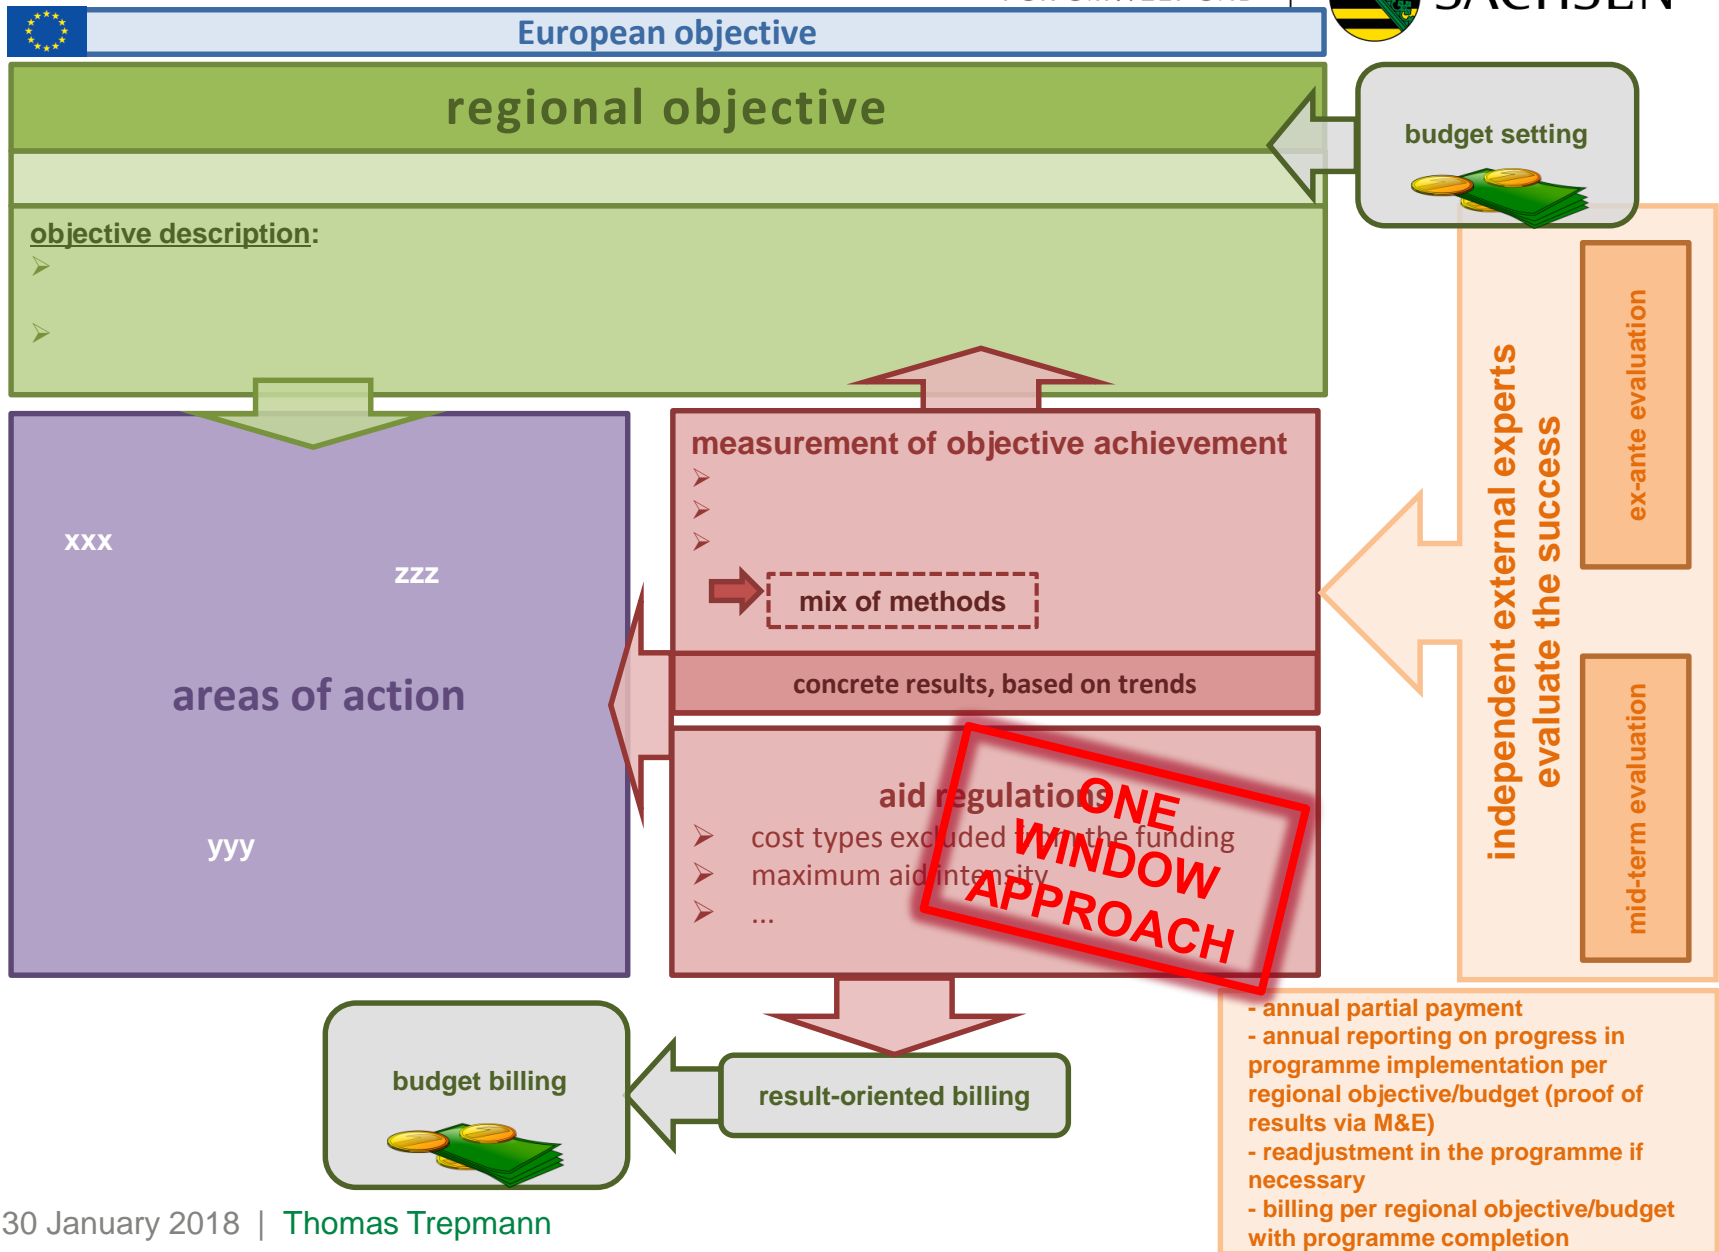 SACHSEN
European objective
regional objective
budget setting
objective description:
➢
➢
measurement of objective achievement
➢
➢
➢
mix of methods
concrete results, based on trends
xxx
zzz
areas of action
yyy
aid regulations
➢ cost types excluded from the funding
➢ maximum aid intensity
➢ ...
ONE
WINDOW
APPROACH
independent external experts
evaluate the success
ex-ante evaluation
mid-term evaluation
budget billing
result-oriented billing
- annual partial payment
- annual reporting on progress in
programme implementation per
regional objective/budget (proof of
results via M&E)
- readjustment in the programme if
necessary
- billing per regional objective/budget
with programme completion
30 January 2018 | Thomas Trepmann